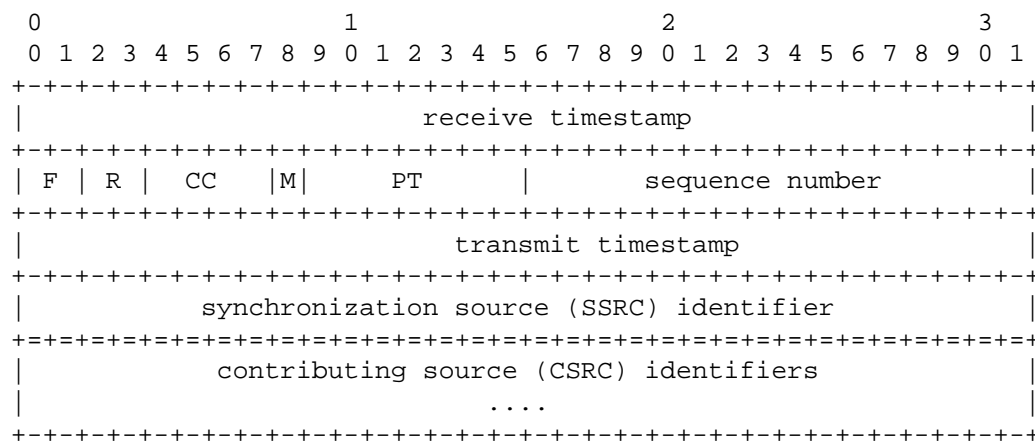 0                   1                   2                   3
 0 1 2 3 4 5 6 7 8 9 0 1 2 3 4 5 6 7 8 9 0 1 2 3 4 5 6 7 8 9 0 1
+-+-+-+-+-+-+-+-+-+-+-+-+-+-+-+-+-+-+-+-+-+-+-+-+-+-+-+-+-+-+-+-+
|                         receive timestamp                     |
+-+-+-+-+-+-+-+-+-+-+-+-+-+-+-+-+-+-+-+-+-+-+-+-+-+-+-+-+-+-+-+-+
| F | R |  CC   |M|     PT      |       sequence number         |
+-+-+-+-+-+-+-+-+-+-+-+-+-+-+-+-+-+-+-+-+-+-+-+-+-+-+-+-+-+-+-+-+
|                           transmit timestamp                  |
+-+-+-+-+-+-+-+-+-+-+-+-+-+-+-+-+-+-+-+-+-+-+-+-+-+-+-+-+-+-+-+-+
|           synchronization source (SSRC) identifier            |
+=+=+=+=+=+=+=+=+=+=+=+=+=+=+=+=+=+=+=+=+=+=+=+=+=+=+=+=+=+=+=+=+
|            contributing source (CSRC) identifiers             |
|                             ....                              |
+-+-+-+-+-+-+-+-+-+-+-+-+-+-+-+-+-+-+-+-+-+-+-+-+-+-+-+-+-+-+-+-+